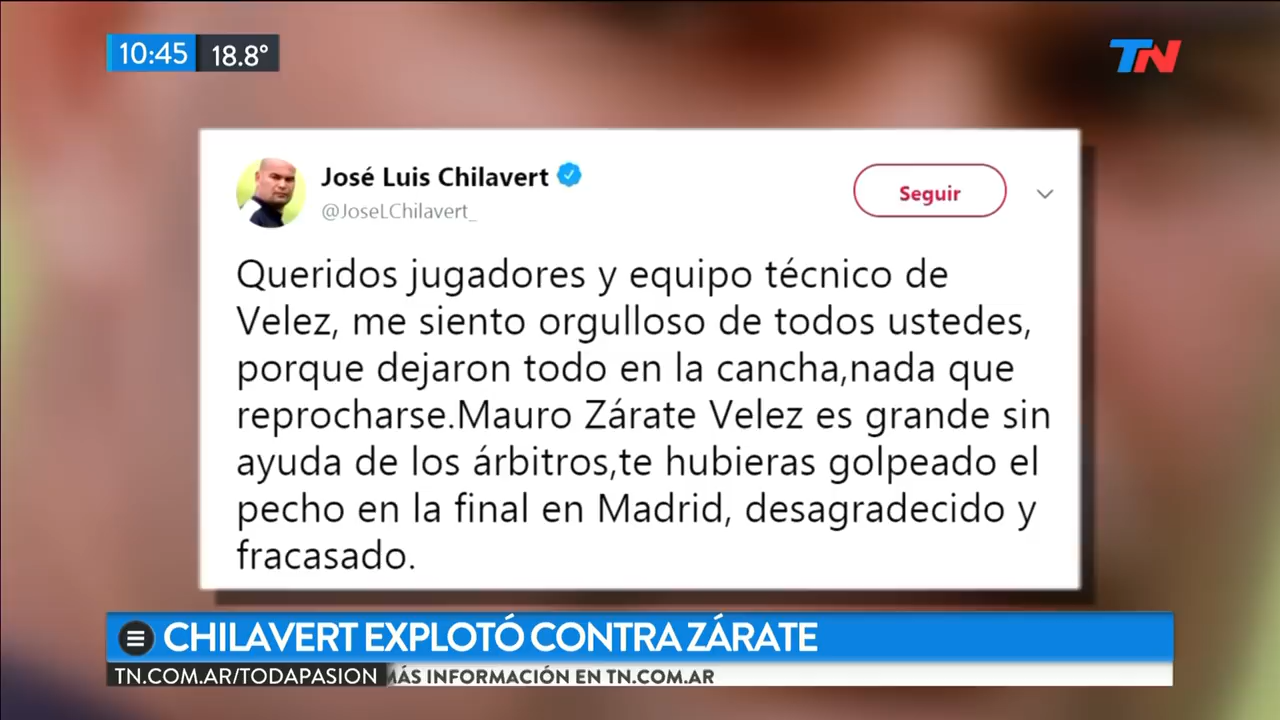 10:45 18.8°
TN
José Luis Chilavert
@JoseLChilavert_
Seguir
Queridos jugadores y equipo técnico de
Velez, me siento orgulloso de todos ustedes,
porque dejaron todo en la cancha,nada que
reprocharse.Mauro Zárate Velez es grande sin
ayuda de los árbitros,te hubieras golpeado el
pecho en la final en Madrid, desagradecido y
fracasado.
CHILAVERT EXPLOTÓ CONTRA ZÁRATE
TN.COM.AR/TODAPASION MÁS INFORMACIÓN EN TN.COM.AR